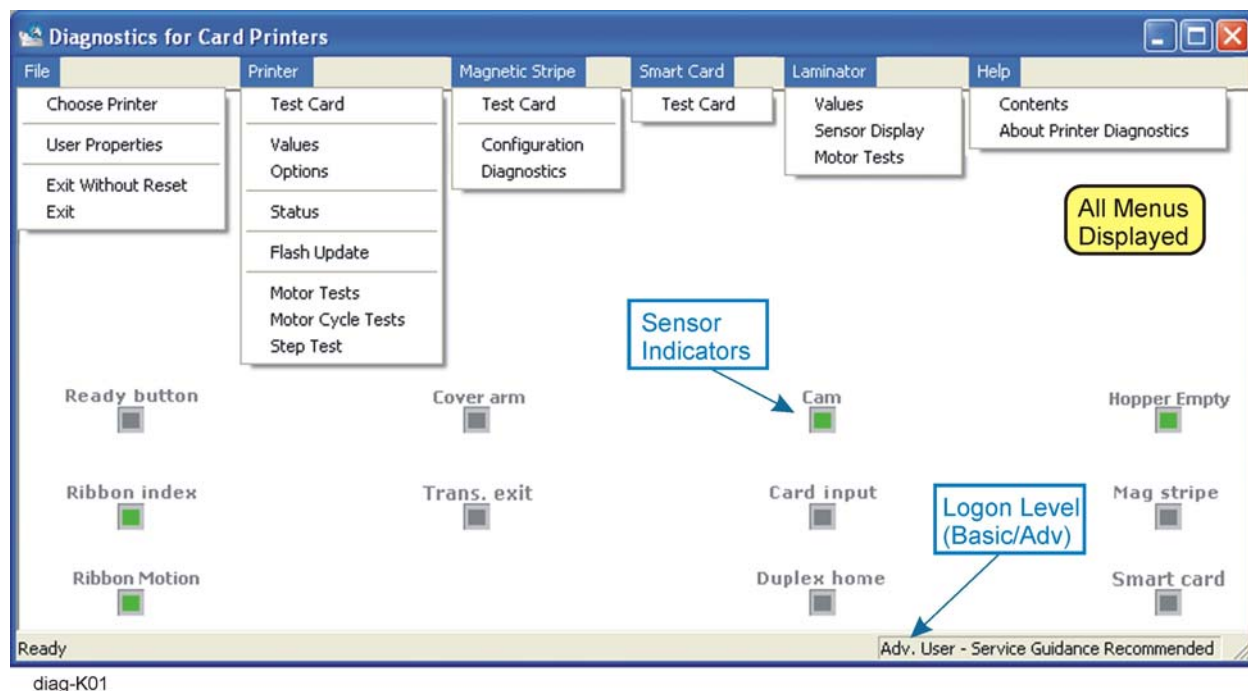 Diagnostics for Card Printers
File Printer Magnetic Stripe Smart Card Laminator Help
Choose Printer
User Properties
Exit Without Reset
Exit
Test Card
Values
Options
Status
Flash Update
Motor Tests
Motor Cycle Tests
Step Test
Test Card
Configuration
Diagnostics
Test Card
Values
Sensor Display
Motor Tests
Contents
About Printer Diagnostics
All Menus
Displayed
Sensor
Indicators
Ready button Cover arm Cam Hopper Empty
Ribbon index Trans. exit Card input Mag stripe
Logon Level
(Basic/Adv)
Ribbon Motion Duplex home Smart card
Ready Adv. User - Service Guidance Recommended
diag-K01